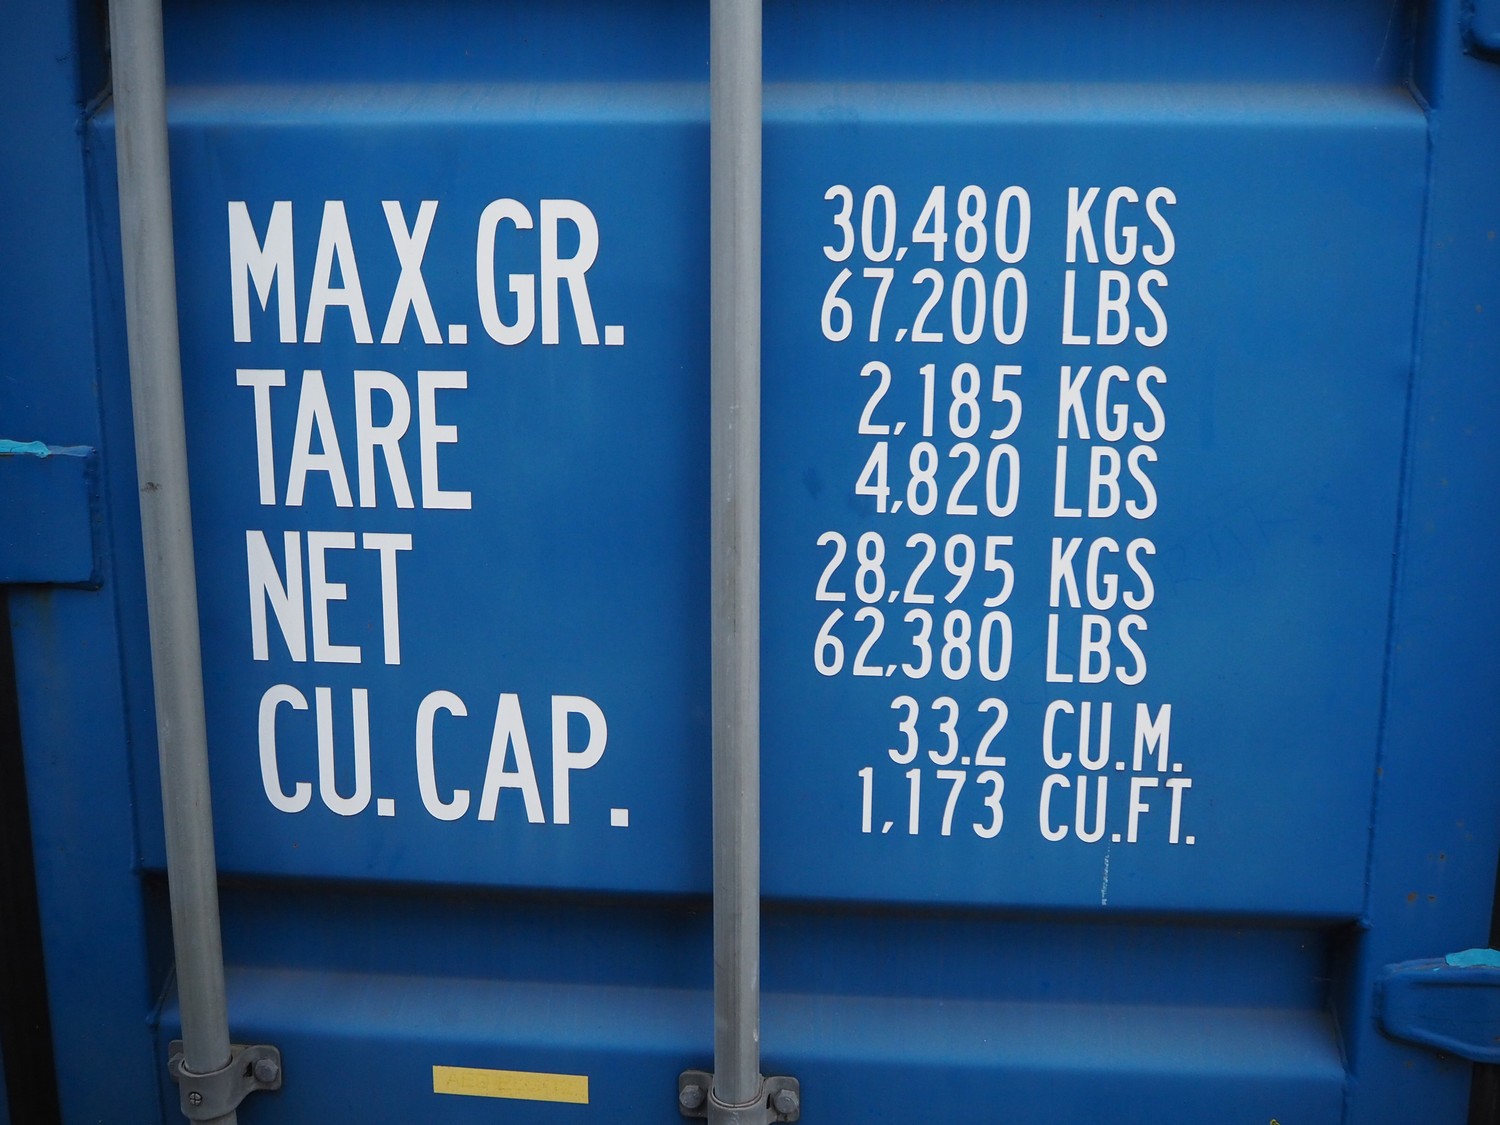 MAX.GR. 30,480 KGS
67,200 LBS
TARE 2,185 KGS
4,820 LBS
NET 28,295 KGS
62,380 LBS
CU.CAP. 33.2 CU.M.
1,173 CU.FT.